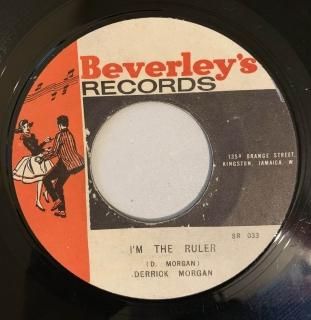 Beverley's
RECORDS
135A ORANGE STREET,
KINGSTON, JAMAICA, W
SR 033
I'M THE RULER
(D. MORGAN)
DERRICK MORGAN